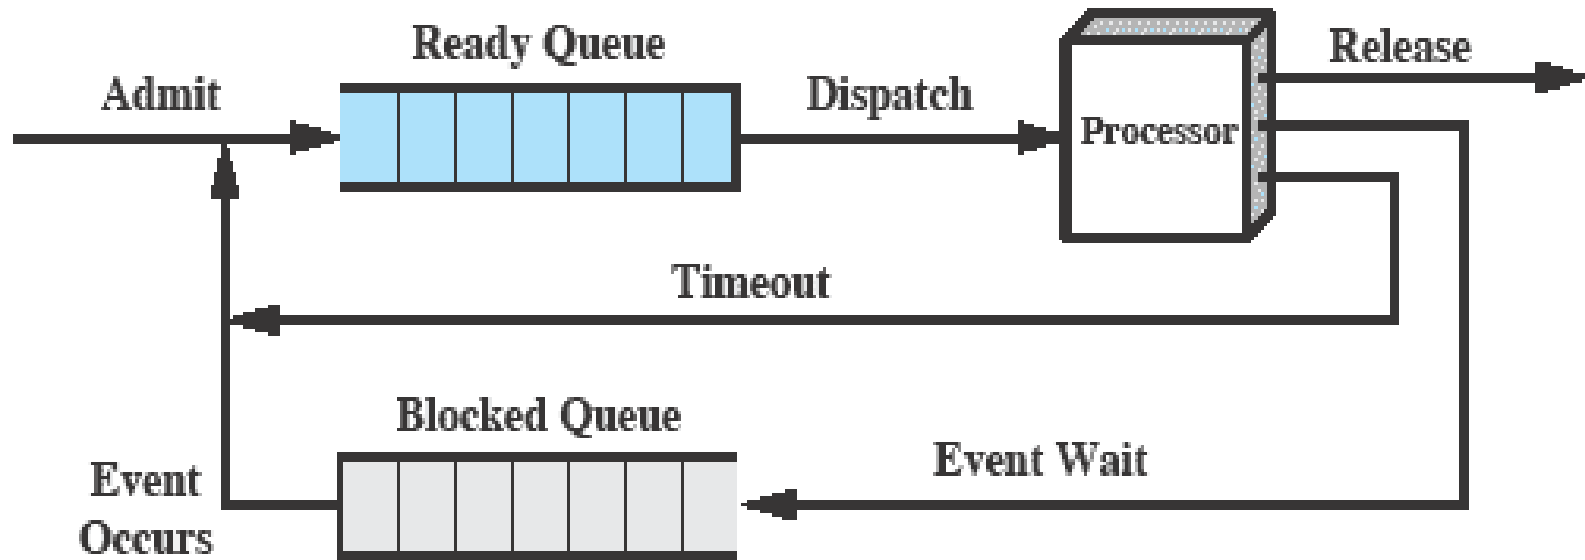 Ready Queue
Release
Admit
Dispatch
Processor
Timeout
Blocked Queue
Event Wait
Event
Occurs